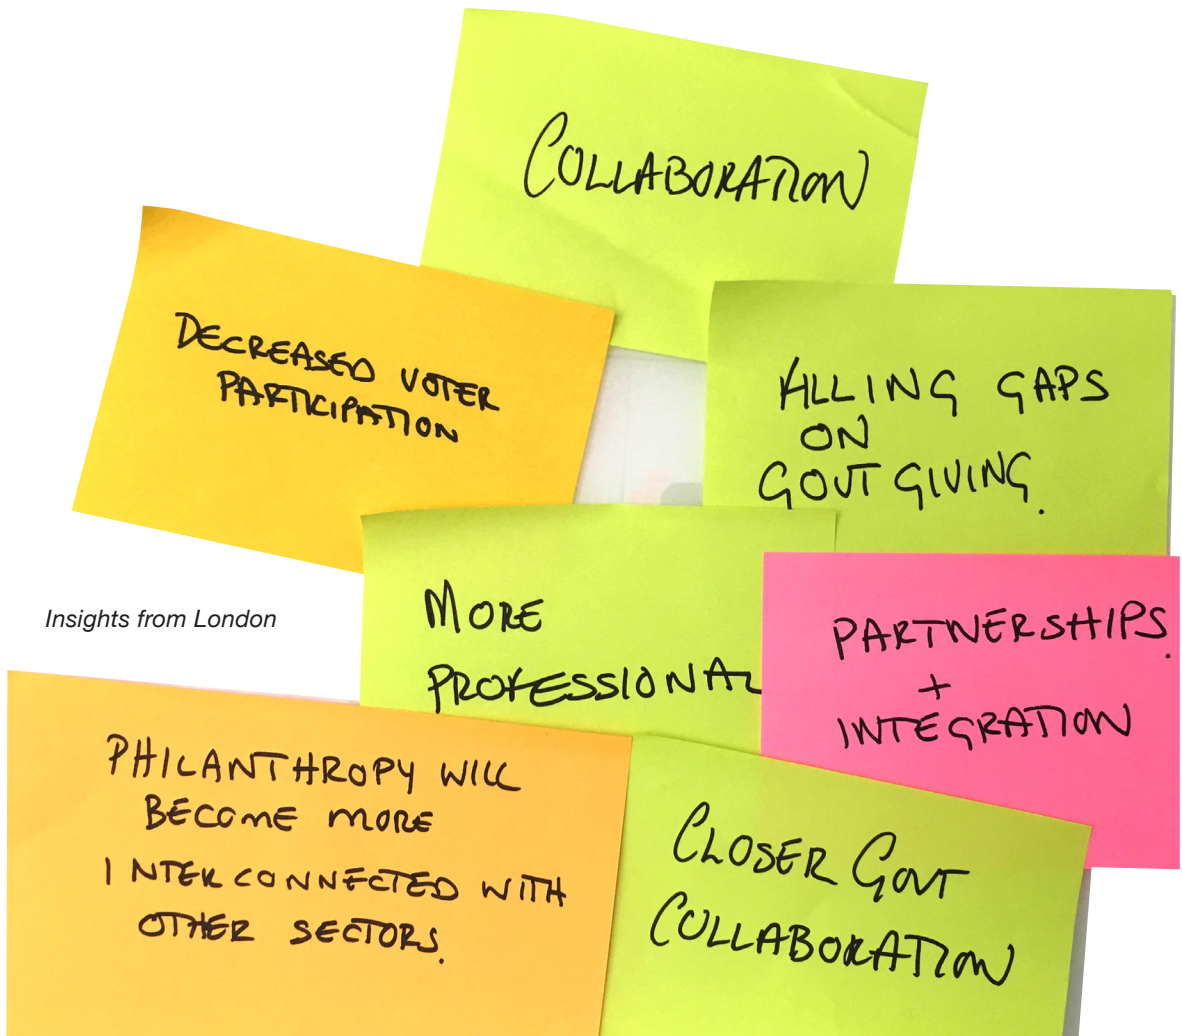 COLLABORATION
DECREASED VOTER
PARTICIPATION
FILLING GAPS
ON
GOVT GIVING.
Insights from London
MORE
PROFESSIONAL
PARTNERSHIPS.
+
INTEGRATION
PHILANTHROPY WILL
BECOME MORE
INTERCONNECTED WITH
OTHER SECTORS.
CLOSER GOVT
COLLABORATION